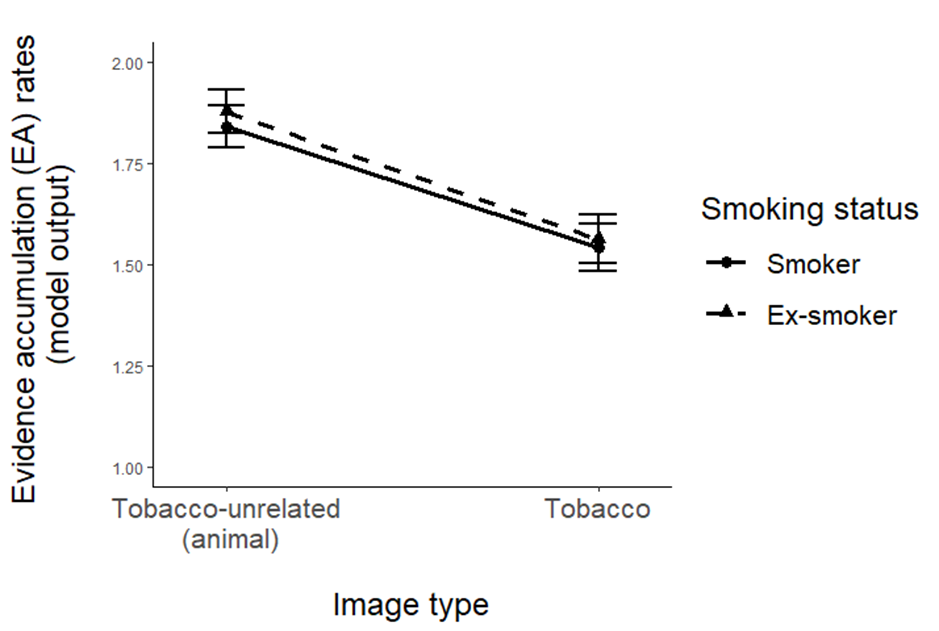 Evidence accumulation (EA) rates
(model output)
2.00
1.75
1.50
1.25
1.00
Tobacco-unrelated
(animal)
Tobacco
Image type
Smoking status
Smoker
Ex-smoker